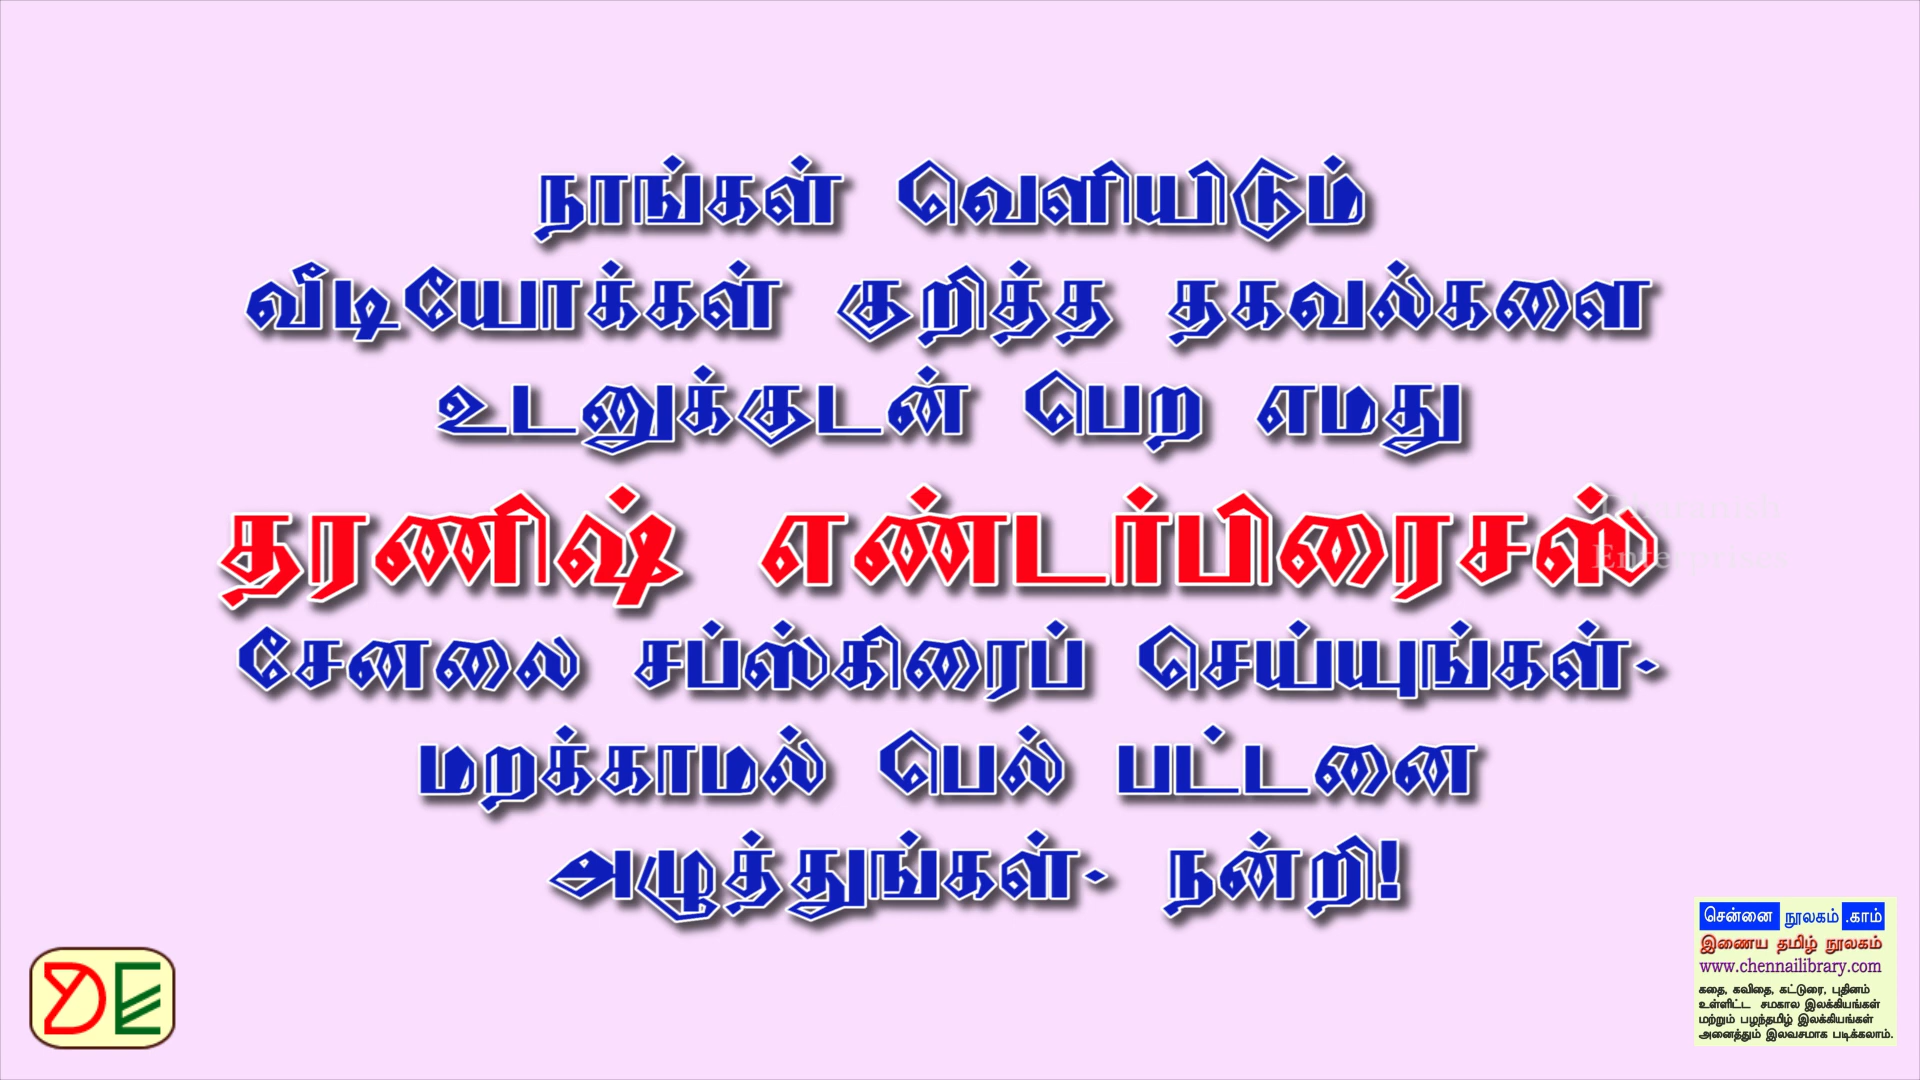 நாங்கள் வெளியிடும்
வீடியோக்கள் குறித்த தகவல்களை
உடனுக்குடன் பெற எமது
தரணிஷ் எண்டர்பிரைசஸ்
சேனலை சப்ஸ்கிரைப் செய்யுங்கள்.
மறக்காமல் பெல் பட்டனை
அழுத்துங்கள். நன்றி!
DE
சென்னை நூலகம் .காம்
இணைய தமிழ் நூலகம்
www.chennailibrary.com
கதை, கவிதை, கட்டுரை, புதினம்
உள்ளிட்ட சமகால இலக்கியங்கள்
மற்றும் பழந்தமிழ் இலக்கியங்கள்
அனைத்தும் இலவசமாக படிக்கலாம்.